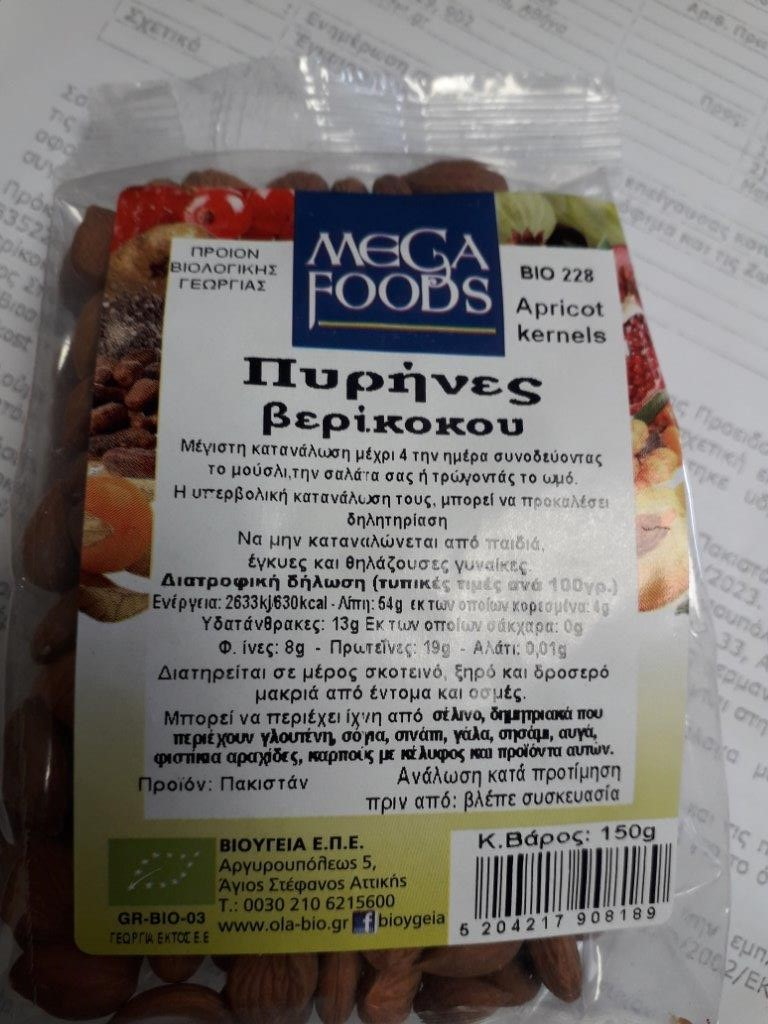 Σχετικό
Ενημέρωση
Αριθ. Πρω
Προς:
MEGA
FOODS
ΠΡΟΙΟΝ
ΒΙΟΛΟΓΙΚΗΣ
ΓΕΩΡΓΙΑΣ
BIO 228
Apricot
kernels
Πυρήνες
βερίκοκου
Μέγιστη κατανάλωση μέχρι 4 την ημέρα συνοδεύοντας
το μούσλι,την σαλάτα σας ή τρώγοντάς το ωμό.
Η υπερβολική κατανάλωση τους, μπορεί να προκαλέσει
δηλητηρίαση
Να μην καταναλώνεται από παιδιά,
έγκυες και θηλάζουσες γυναίκες.
Διατροφική δήλωση (τυπικές τιμές ανά 100γρ.)
Ενέργεια: 2633kj/630kcal - Λίπη: 54g εκ των οποίων κορεσμένα: 4g
Υδατάνθρακες: 13g Εκ των οποίων σάκχαρα: 0g
Φ. ίνες: 8g - Πρωτεΐνες: 19g - Αλάτι: 0,01g
Διατηρείται σε μέρος σκοτεινό, ξηρό και δροσερό
μακριά από έντομα και οσμές.
Μπορεί να περιέχει ίχνη από σέλινο, δημητριακά που
περιέχουν γλουτένη, σόγια, σινάπι, γάλα, σησάμι, αυγά,
φιστίκια αραχίδες, καρπούς με κέλυφος και προϊόντα αυτών.
Προϊόν: Πακιστάν
Ανάλωση κατά προτίμηση
πριν από: βλέπε συσκευασία
ΒΙΟΥΓΕΙΑ Ε.Π.Ε.
Αργυρουπόλεως 5,
Άγιος Στέφανος Αττικής
Τ.: 0030 210 6215600
www.ola-bio.gr f bioygeia
GR-BIO-03
ΓΕΩΡΓΙΑ ΕΚΤΟΣ Ε.Ε
Κ.Βάρος: 150g
5 204217 908189